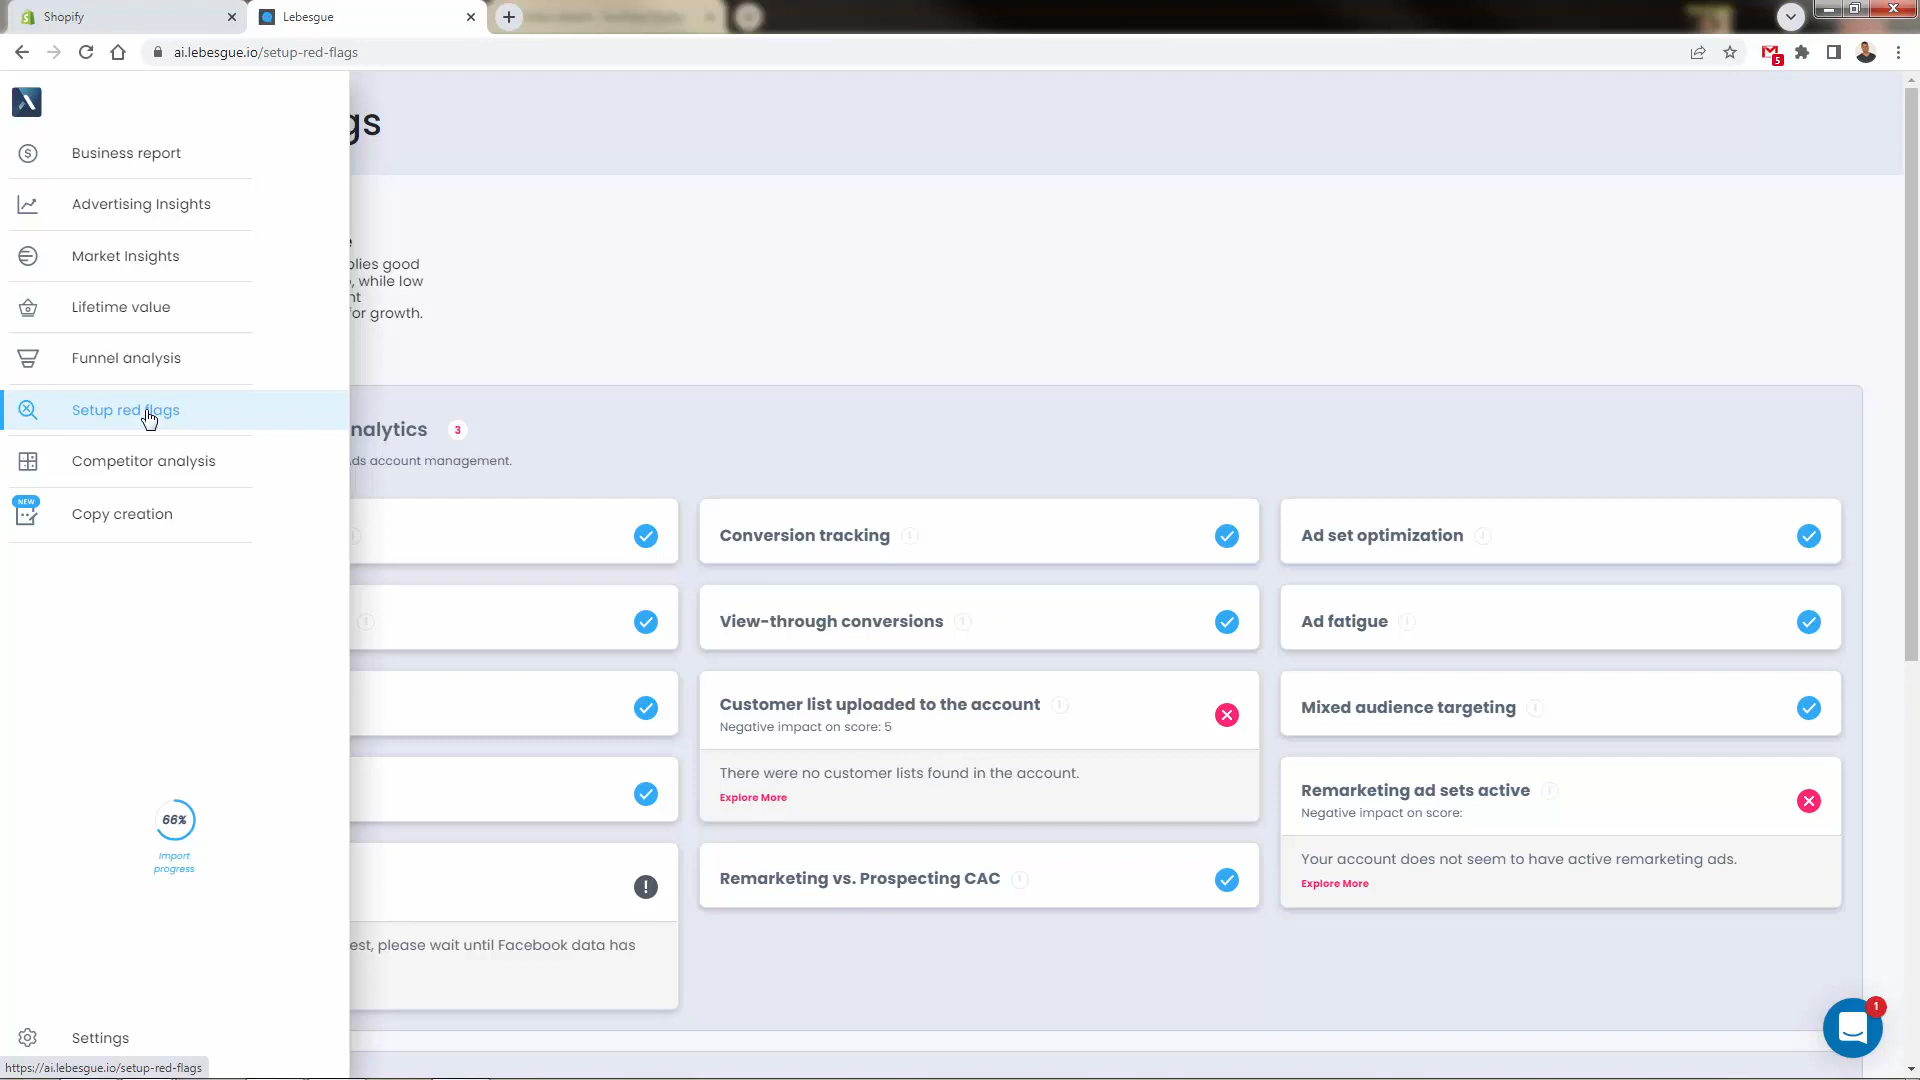 Shopify
Lebesgue
ai.lebesgue.io/setup-red-flags
5
gs
Business report
Advertising Insights
Market Insights
Lifetime value
Funnel analysis
Setup red flags
Competitor analysis
NEW
Copy creation
66%
Import
progress
Settings
https://ai.lebesgue.io/setup-red-flags
e
plies good
, while low
nt
for growth.
nalytics 3
ds account management.
Conversion tracking
Ad set optimization
View-through conversions
Ad fatigue
Customer list uploaded to the account
Negative impact on score: 5
There were no customer lists found in the account.
Explore More
Mixed audience targeting
Remarketing ad sets active
Negative impact on score:
Your account does not seem to have active remarketing ads.
Explore More
Remarketing vs. Prospecting CAC
est, please wait until Facebook data has
1